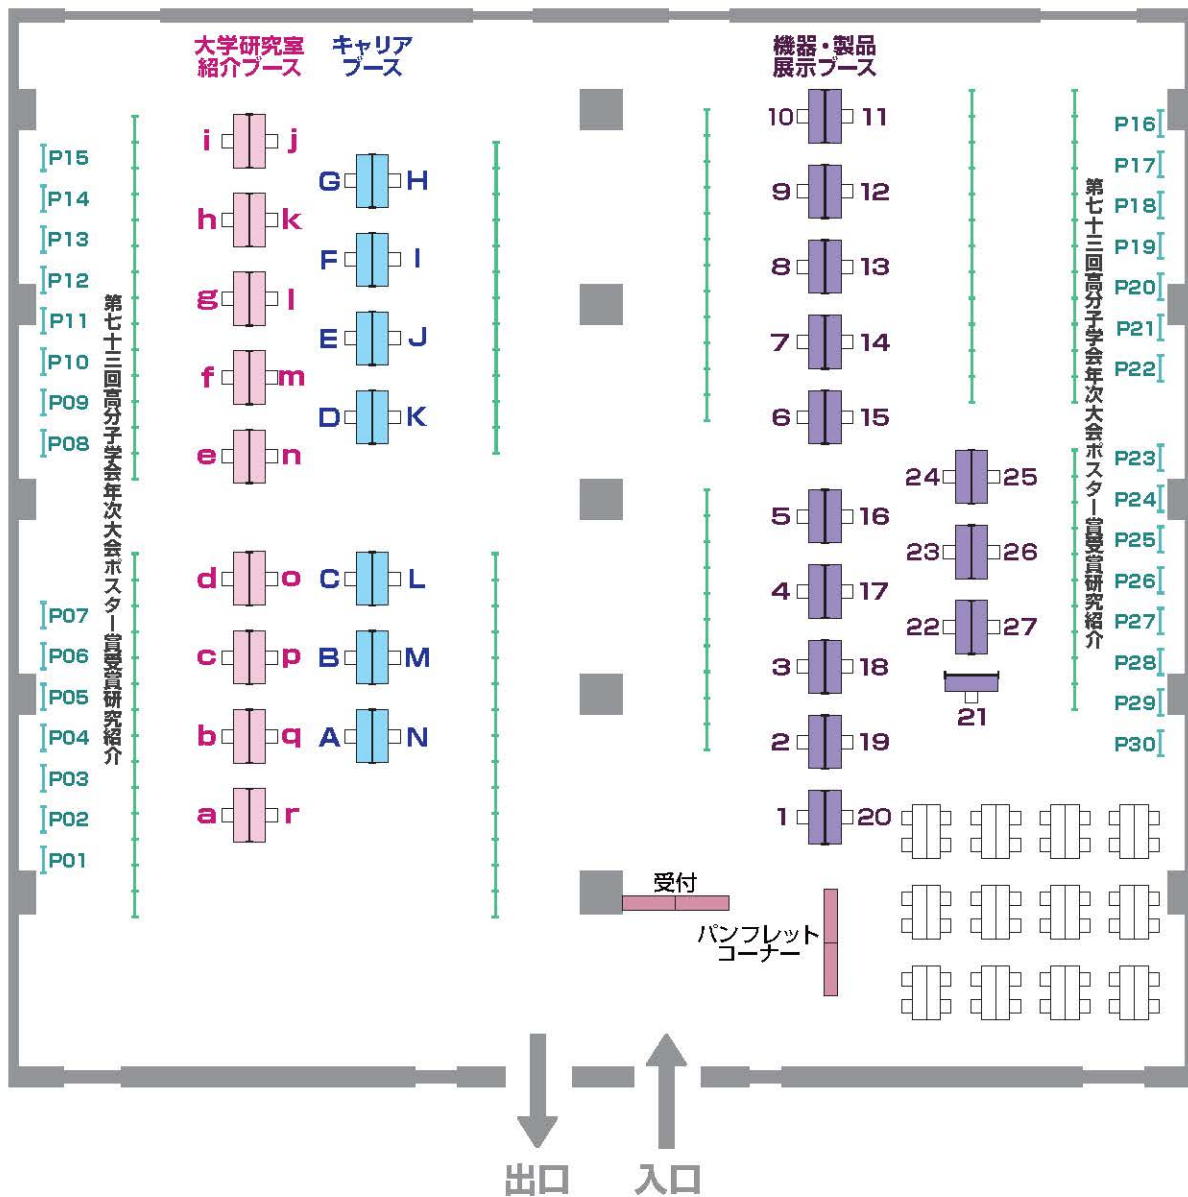 大学研究室
紹介ブース
キャリア
ブース
機器・製品
展示ブース
P15
P14
P13
P12
P11
P10
P09
P08
P07
P06
P05
P04
P03
P02
P01
第七十三回高分子学会年次大会ポスター賞受賞研究紹介
i j
h k
g l
f m
e n
d o
c p
b q
a r
G H
F I
E J
D K
C L
B M
A N
10 11
9 12
8 13
7 14
6 15
5 16
4 17
3 18
2 19
1 20
24 25
23 26
22 27
21
第七十三回高分子学会年次大会ポスター賞受賞研究紹介
P16
P17
P18
P19
P20
P21
P22
P23
P24
P25
P26
P27
P28
P29
P30
受付
パンフレット
コーナー
出口
入口